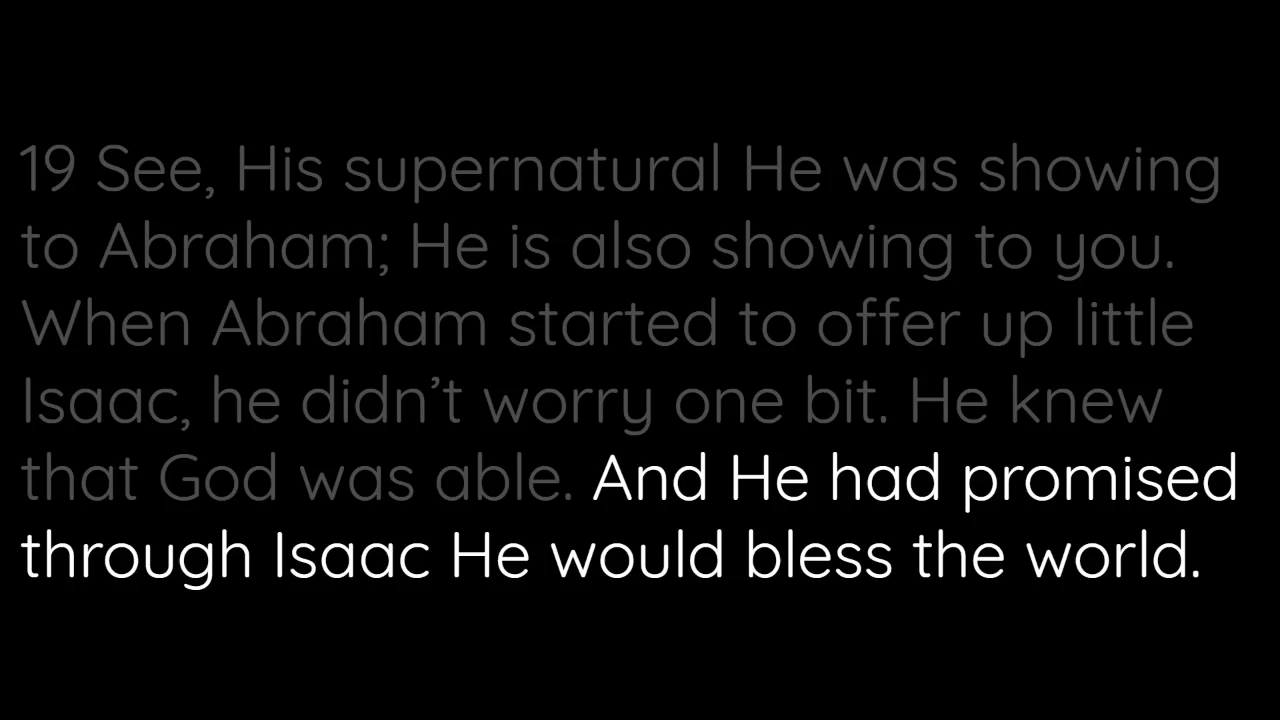 19 See, His supernatural He was showing
to Abraham; He is also showing to you.
When Abraham started to offer up little
Isaac, he didn’t worry one bit. He knew
that God was able. And He had promised
through Isaac He would bless the world.